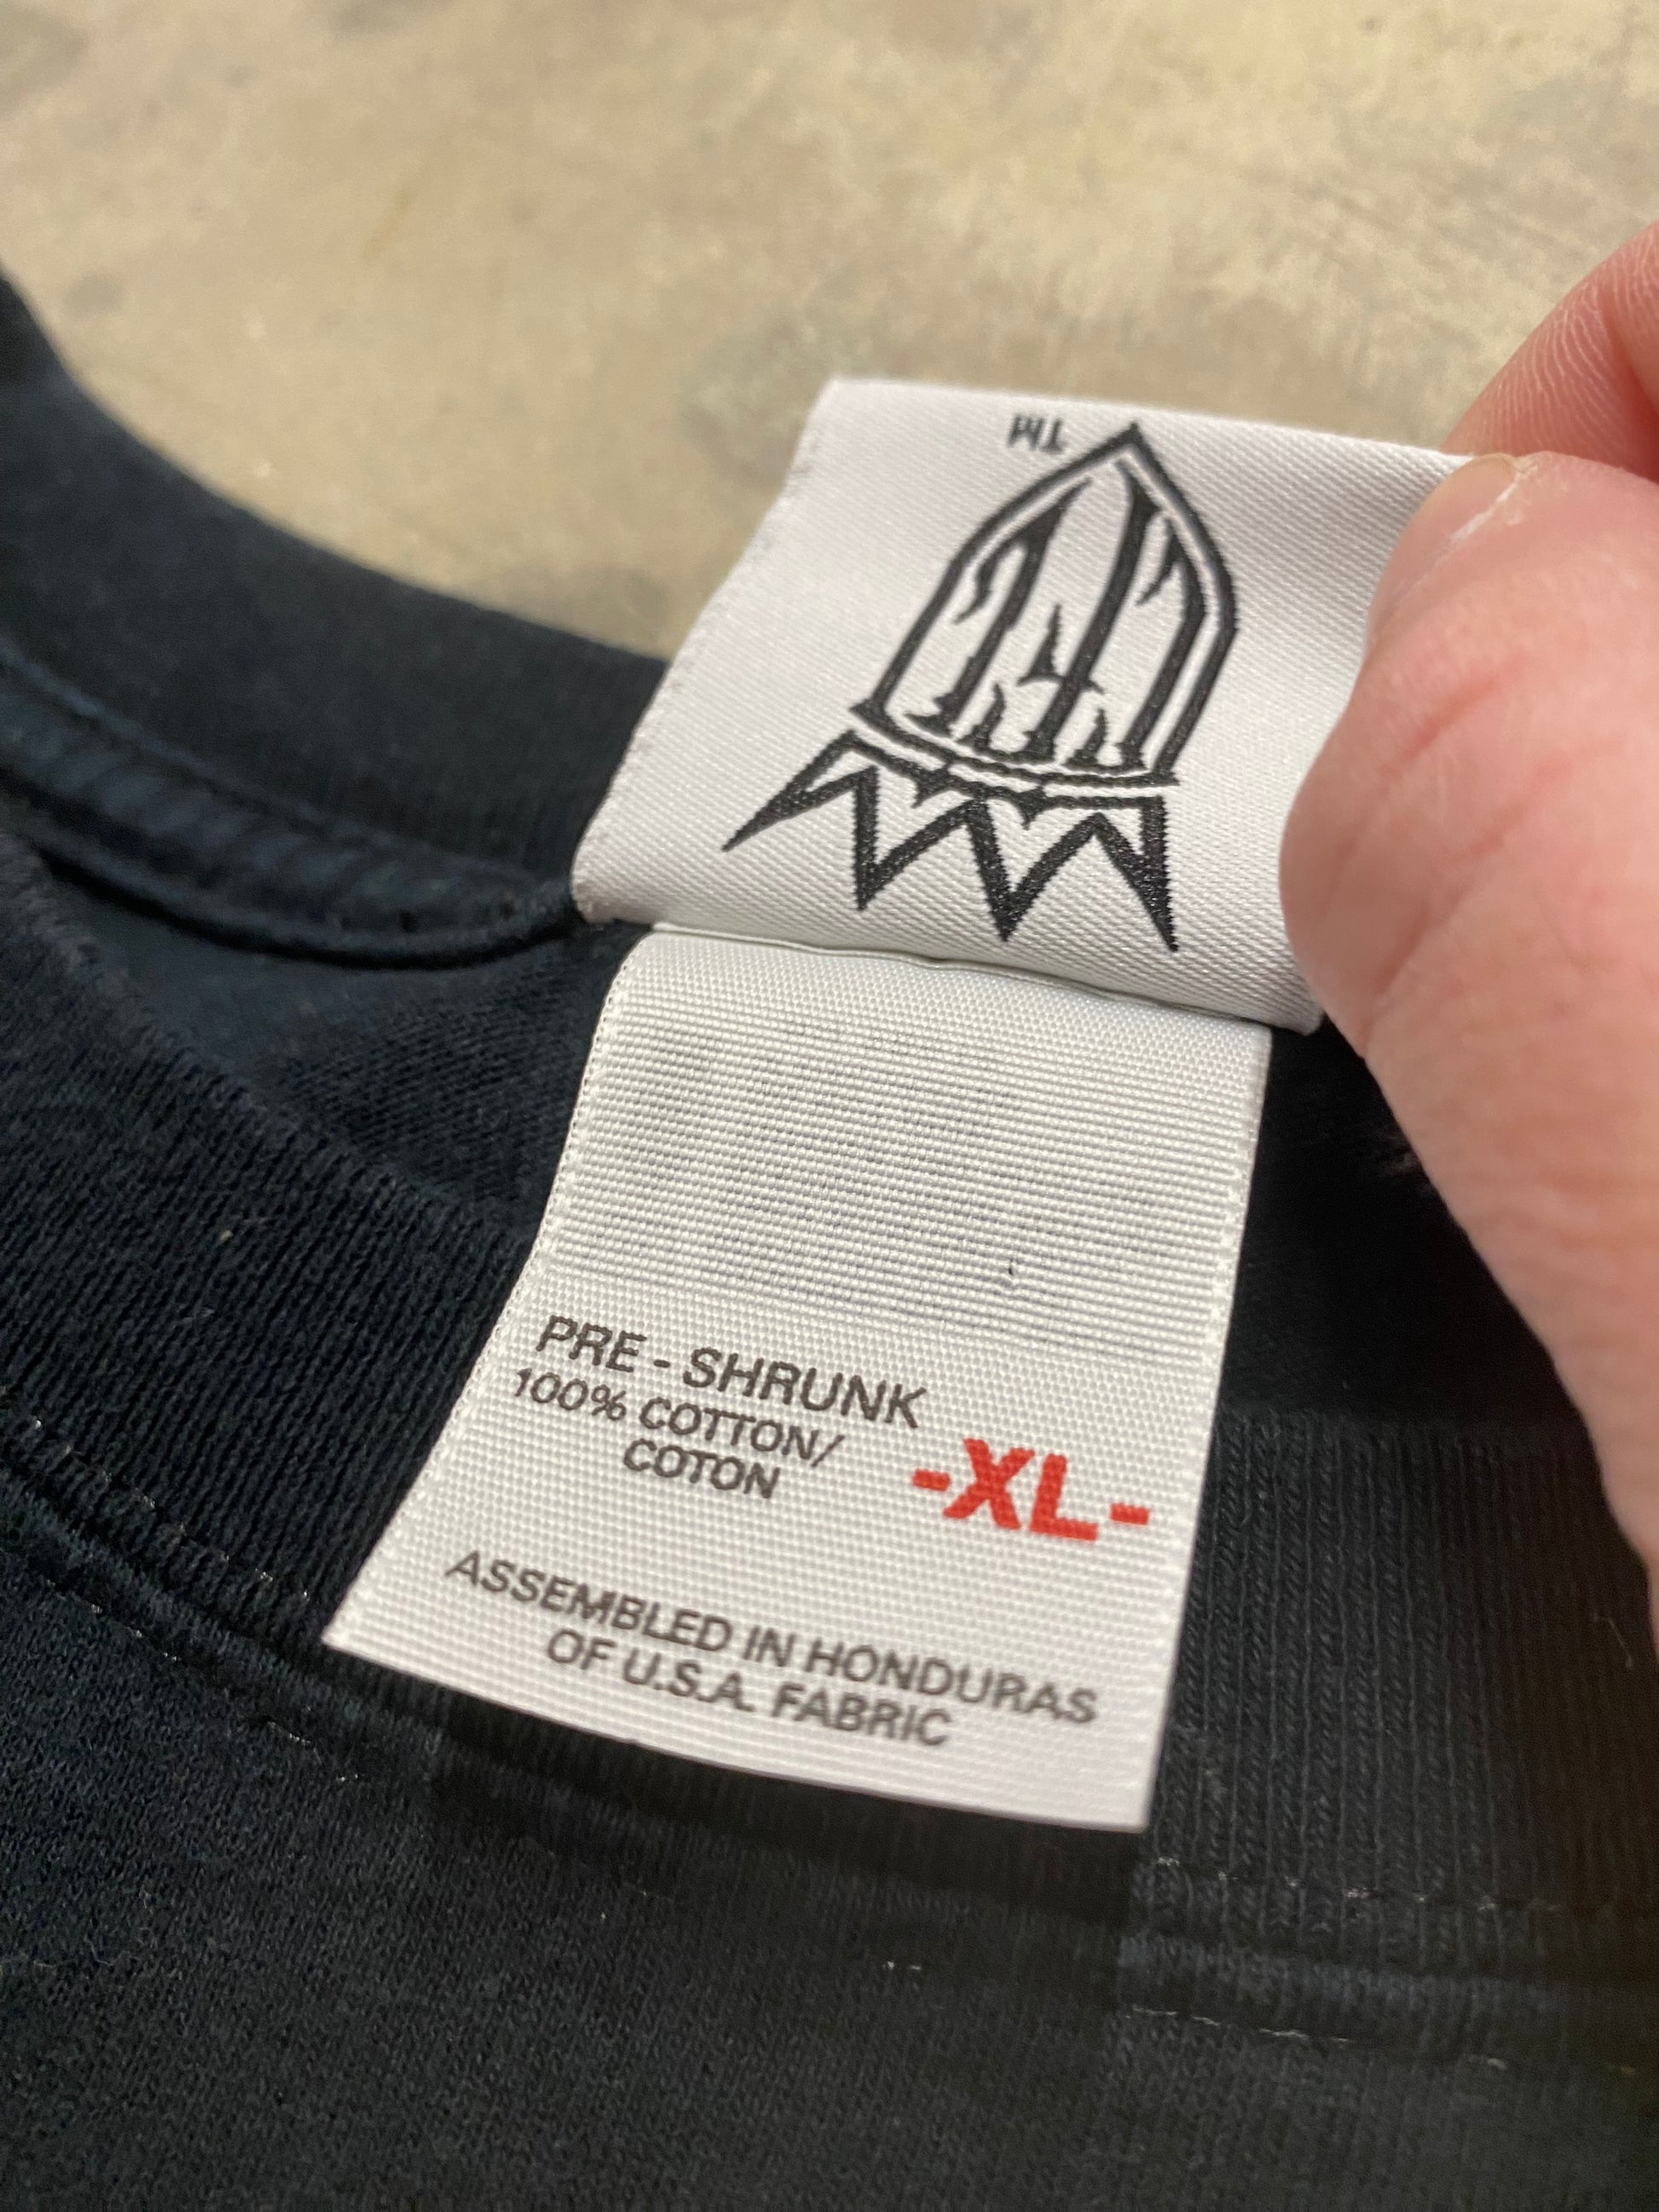 TM
PRE - SHRUNK
100% COTTON/
COTON
-XL-
ASSEMBLED IN HONDURAS
OF U.S.A. FABRIC